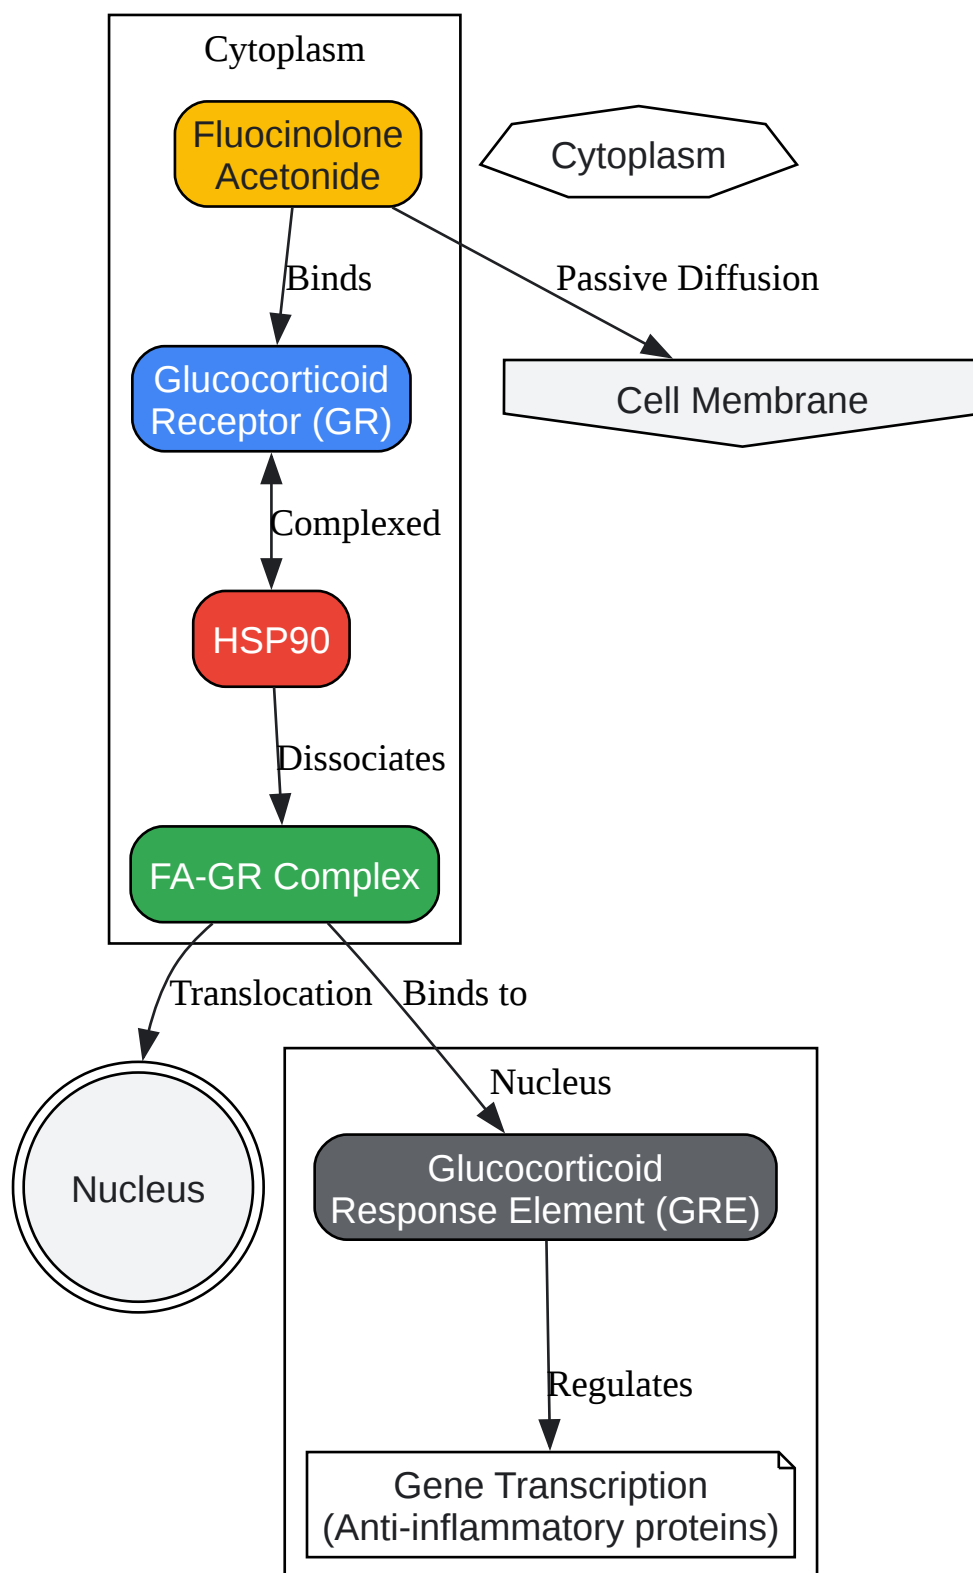 Cytoplasm
Fluocinolone
Acetonide
Cytoplasm
Binds
Passive Diffusion
Glucocorticoid
Receptor (GR)
Cell Membrane
Complexed
HSP90
Dissociates
FA-GR Complex
Translocation
Binds to
Nucleus
Nucleus
Glucocorticoid
Response Element (GRE)
Regulates
Gene Transcription
(Anti-inflammatory proteins)